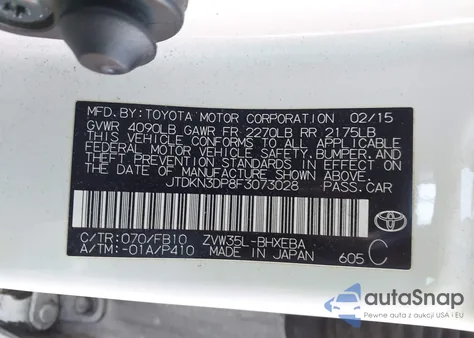 MFD. BY: TOYOTA MOTOR CORPORATION 02/15
GVWR 4090LB GAWR FR 2270LB RR 2175LB
THIS VEHICLE CONFORMS TO ALL APPLICABLE
FEDERAL MOTOR VEHICLE SAFETY, BUMPER,
AND THEFT PREVENTION STANDARDS IN EFFECT ON
THE DATE OF MANUFACTURE SHOWN ABOVE.
JTDKN3DP8F3073028 PASS.CAR
C/TR:070/FB10 ZVW35L-BHXEBA
A/TM:-01A/P410 MADE IN JAPAN 605 C
TOYOTA
autoSnap
Pewne auta z aukcji USA i EU